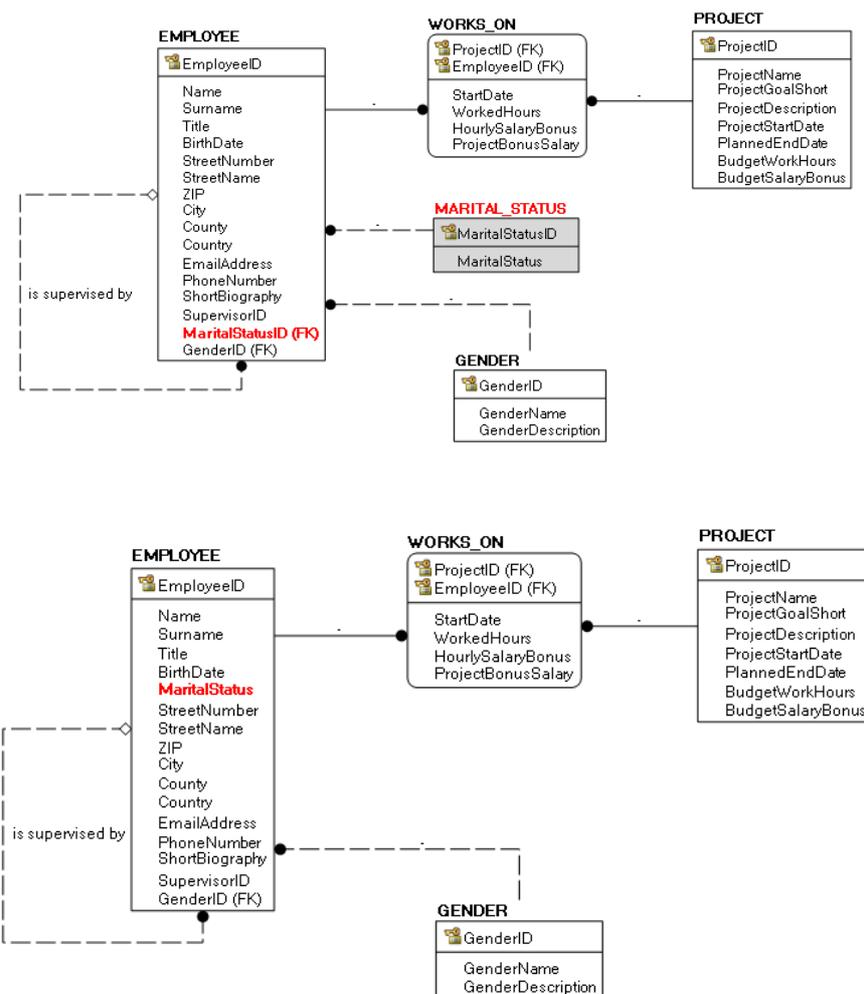 EMPLOYEE
EmployeeID
Name
Surname
Title
BirthDate
StreetNumber
StreetName
ZIP
City
County
Country
EmailAddress
PhoneNumber
ShortBiography
SupervisorID
MaritalStatusID (FK)
GenderID (FK)
is supervised by
WORKS_ON
ProjectID (FK)
EmployeeID (FK)
StartDate
WorkedHours
HourlySalaryBonus
ProjectBonusSalary
PROJECT
ProjectID
ProjectName
ProjectGoalShort
ProjectDescription
ProjectStartDate
PlannedEndDate
BudgetWorkHours
BudgetSalaryBonus
MARITAL_STATUS
MaritalStatusID
MaritalStatus
GENDER
GenderID
GenderName
GenderDescription
EMPLOYEE
EmployeeID
Name
Surname
Title
BirthDate
MaritalStatus
StreetNumber
StreetName
ZIP
City
County
Country
EmailAddress
PhoneNumber
ShortBiography
SupervisorID
GenderID (FK)
is supervised by
WORKS_ON
ProjectID (FK)
EmployeeID (FK)
StartDate
WorkedHours
HourlySalaryBonus
ProjectBonusSalary
PROJECT
ProjectID
ProjectName
ProjectGoalShort
ProjectDescription
ProjectStartDate
PlannedEndDate
BudgetWorkHours
BudgetSalaryBonus
GENDER
GenderID
GenderName
GenderDescription